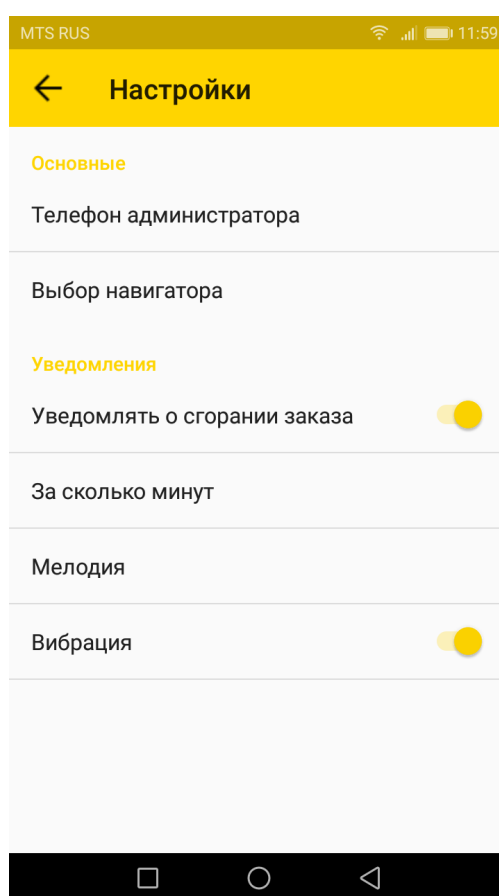 MTS RUS 11:59
Настройки
Основные
Телефон администратора
Выбор навигатора
Уведомления
Уведомлять о сгорании заказа
За сколько минут
Мелодия
Вибрация